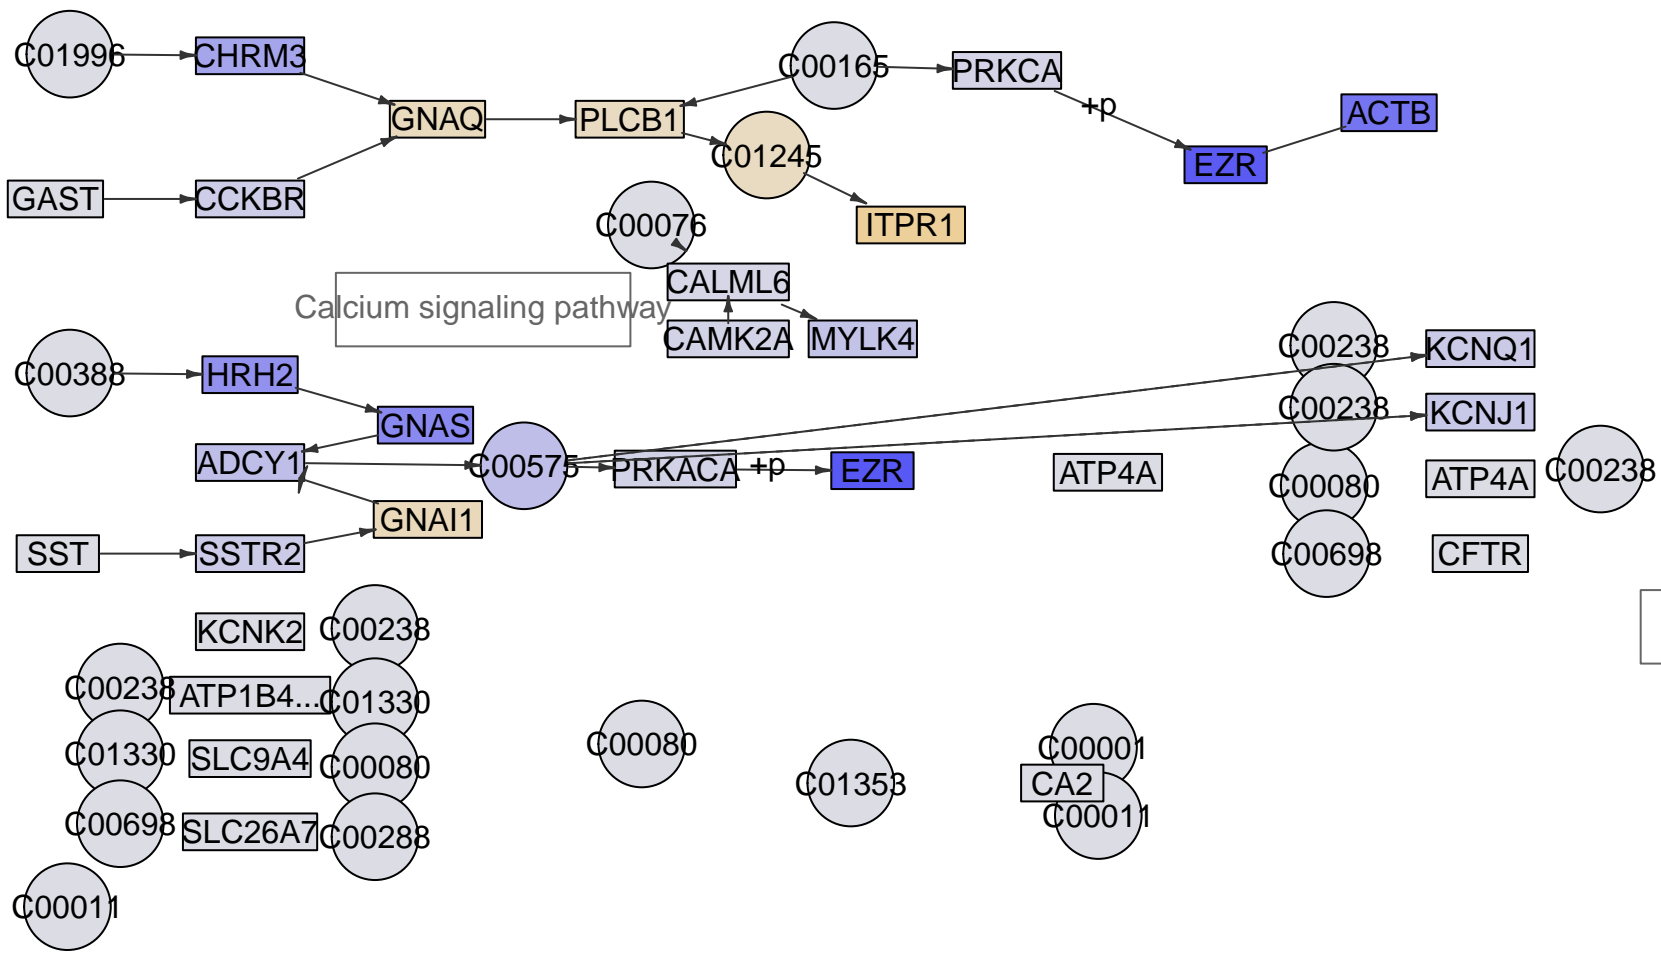 C01996
CHRM3
C00165
PRKCA
+p
ACTB
GNAQ
PLCB1
C01245
EZR
GAST
CCKBR
C00076
ITPR1
CALML6
Calcium signaling pathway
CAMK2A
MYLK4
C00238
KCNQ1
C00388
HRH2
C00238
KCNJ1
GNAS
ADCY1
C00575
PRKACA
+p
EZR
ATP4A
C00080
ATP4A
C00238
GNAI1
SST
SSTR2
C00698
CFTR
KCNK2
C00238
C00238
ATP1B4...
C01330
C01330
SLC9A4
C00080
C00080
C01353
C00001
CA2
C00011
C00698
SLC26A7
C00288
C00011